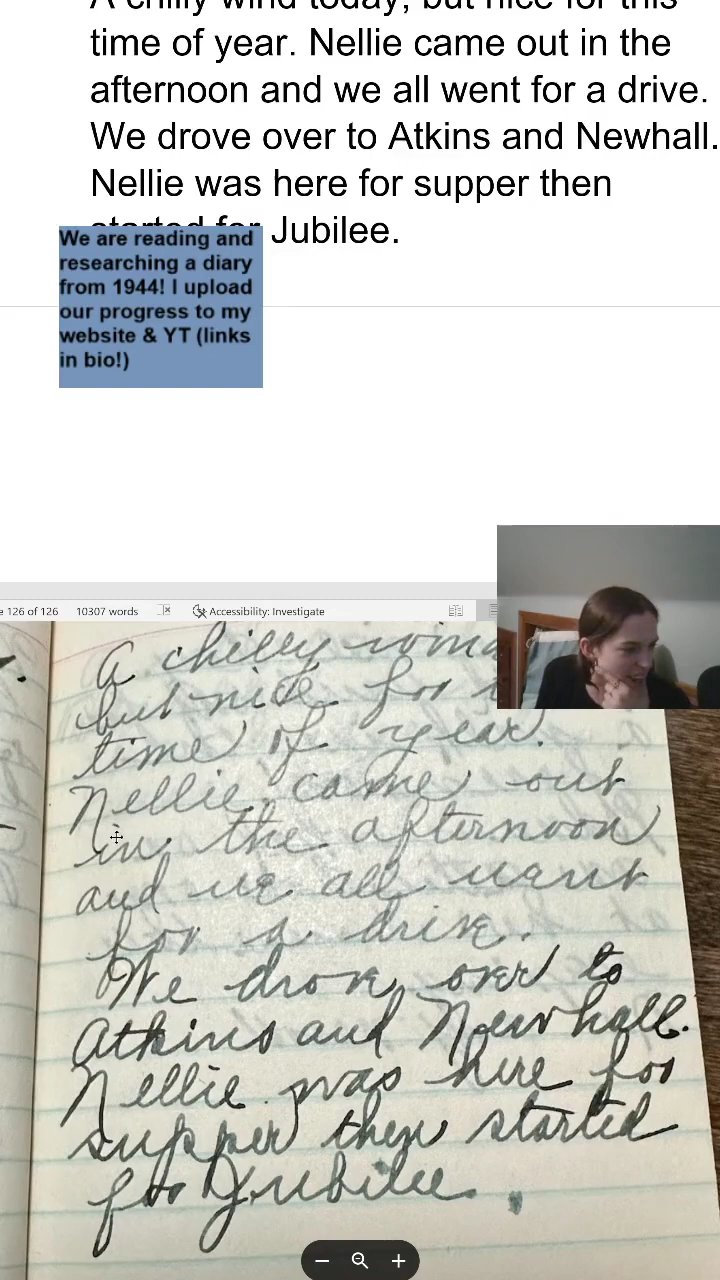 A chilly wind today, but nice for this
time of year. Nellie came out in the
afternoon and we all went for a drive.
We drove over to Atkins and Newhall.
Nellie was here for supper then
started for Jubilee.
We are reading and
researching a diary
from 1944! I upload
our progress to my
website & YT (links
in bio!)
126 of 126 10307 words Accessibility: Investigate
A chilly wind
but nice for
time of year.
Nellie came out
in the afternoon
and we all went
for a drive.
We drove over to
Atkins and Newhall.
Nellie was here for
supper then started
for Jubilee.